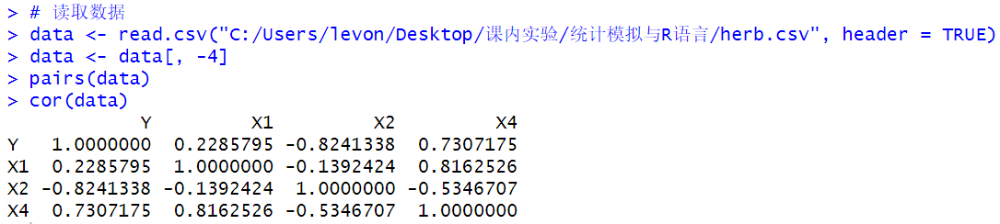 > # 读取数据
> data <- read.csv("C:/Users/levon/Desktop/课内实验/统计模拟与R语言/herb.csv", header = TRUE)
> data <- data[, -4]
> pairs(data)
> cor(data)
Y X1 X2 X4
Y 1.0000000 0.2285795 -0.8241338 0.7307175
X1 0.2285795 1.0000000 -0.1392424 0.8162526
X2 -0.8241338 -0.1392424 1.0000000 -0.5346707
X4 0.7307175 0.8162526 -0.5346707 1.0000000